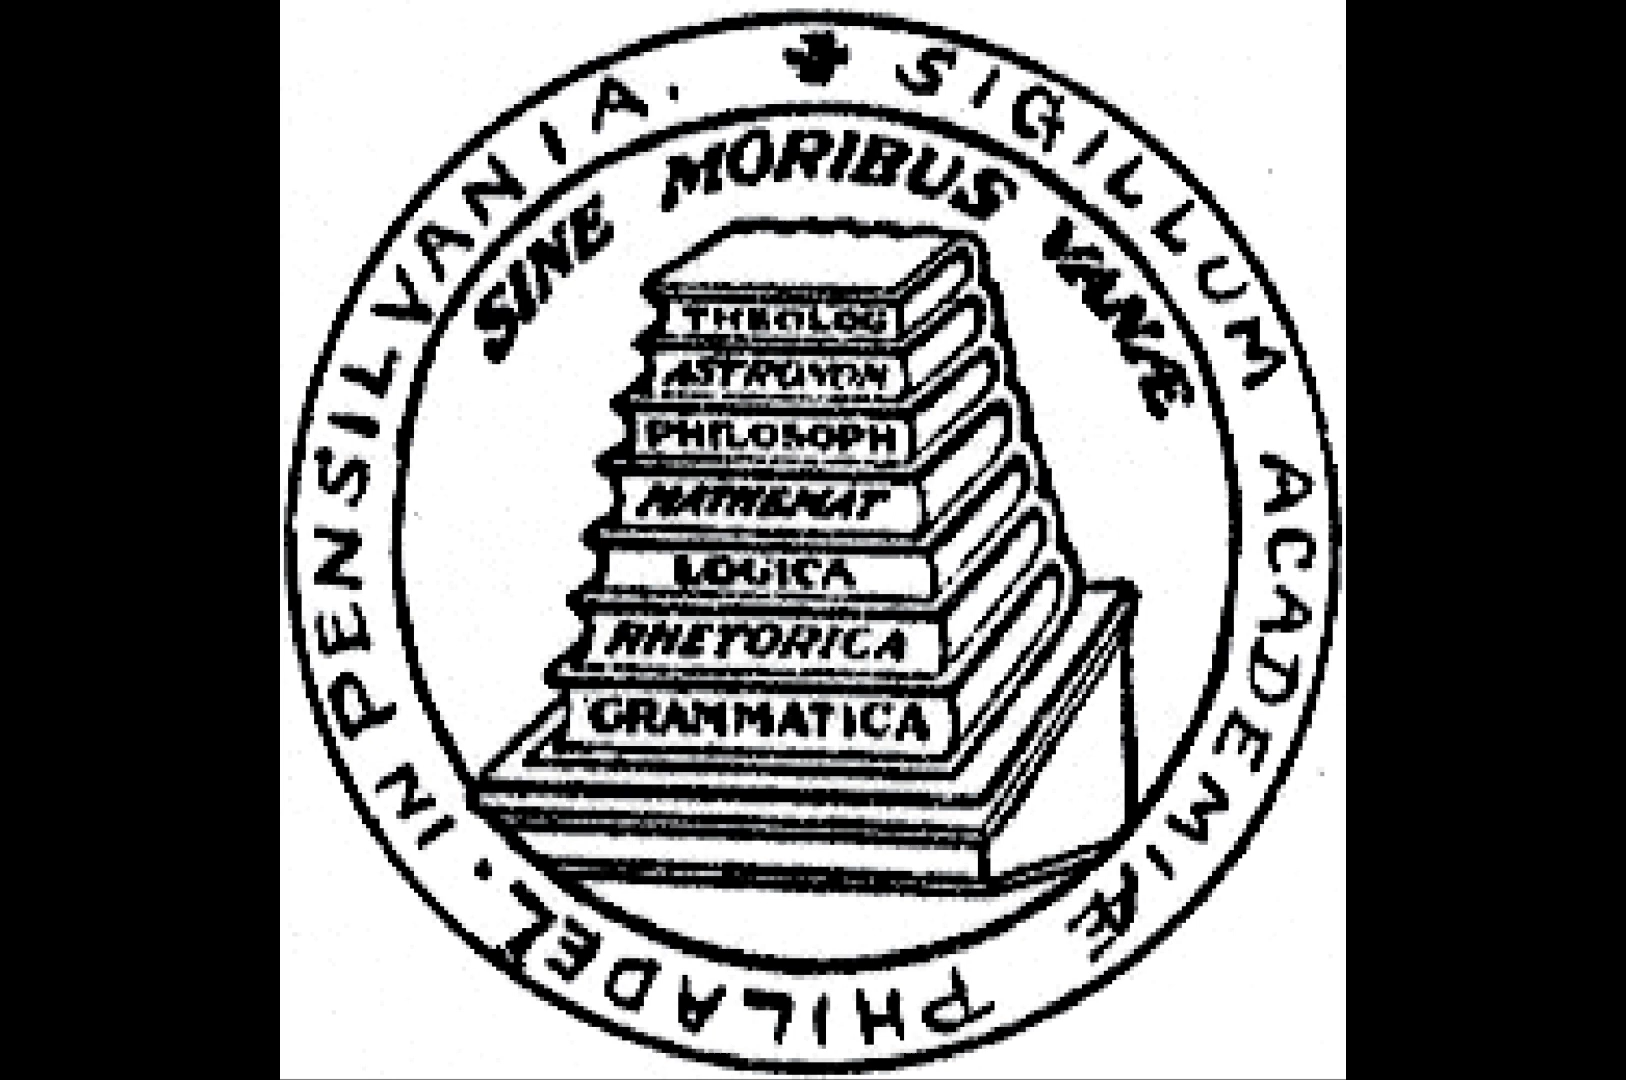 SIGILLUM ACADEMIÆ PHILADEL. IN PENSILVANIA.
SINE MORIBUS VANÆ
THEOLOG
ASTRONOM
PHILOSOPH
MATHEMAT
LOGICA
RHETORICA
GRAMMATICA